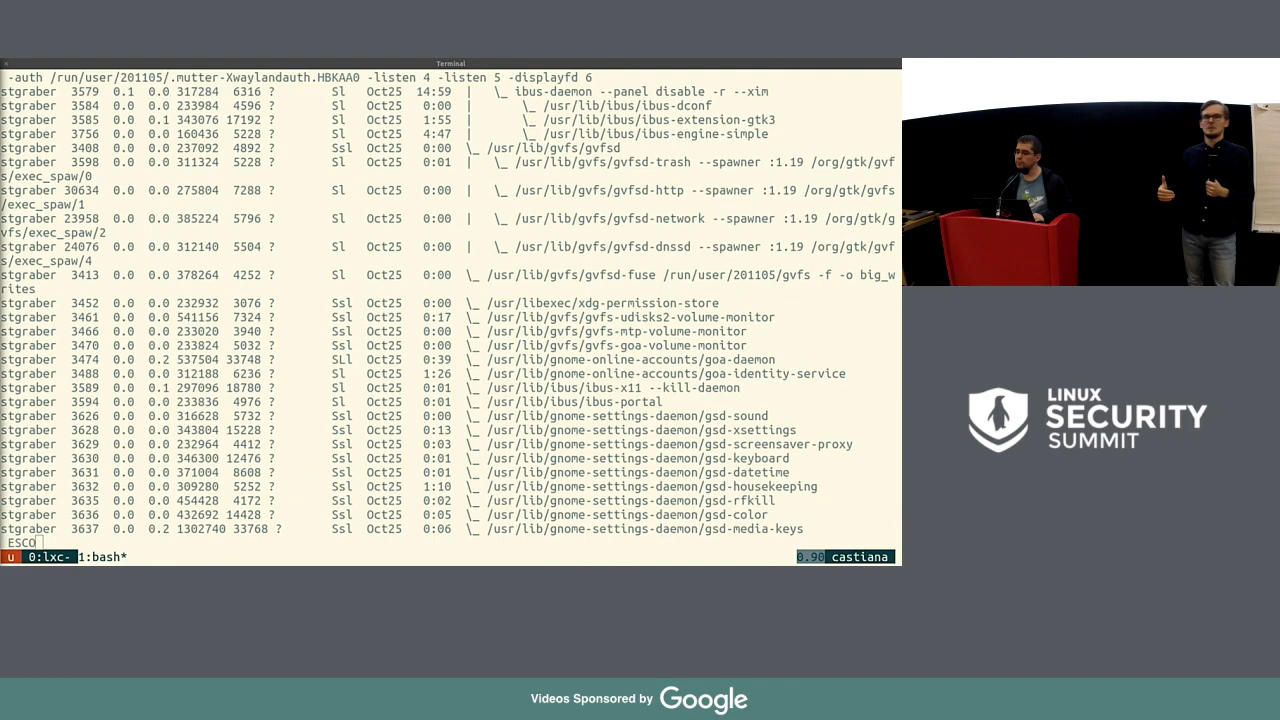 Terminal
-auth /run/user/201105/.mutter-Xwaylandauth.HBKAA0 -listen 4 -listen 5 -displayfd 6
stgraber 3579 0.1 0.0 317284 6316 ? Sl Oct25 14:59 | \_ ibus-daemon --panel disable -r --xim
stgraber 3584 0.0 0.0 233984 4596 ? Sl Oct25 0:00 | \_ /usr/lib/ibus/ibus-dconf
stgraber 3585 0.0 0.1 343076 17192 ? Sl Oct25 1:55 | \_ /usr/lib/ibus/ibus-extension-gtk3
stgraber 3756 0.0 0.0 160436 5228 ? Sl Oct25 4:47 | \_ /usr/lib/ibus/ibus-engine-simple
stgraber 3408 0.0 0.0 237092 4892 ? Ssl Oct25 0:00 \_ /usr/lib/gvfs/gvfsd
stgraber 3598 0.0 0.0 311324 5228 ? Sl Oct25 0:01 | \_ /usr/lib/gvfs/gvfsd-trash --spawner :1.19 /org/gtk/gvf
s/exec_spaw/0
stgraber 30634 0.0 0.0 275804 7288 ? Sl Oct25 0:00 | \_ /usr/lib/gvfs/gvfsd-http --spawner :1.19 /org/gtk/gvfs
/exec_spaw/1
stgraber 23958 0.0 0.0 385224 5796 ? Sl Oct25 0:00 | \_ /usr/lib/gvfs/gvfsd-network --spawner :1.19 /org/gtk/g
vfs/exec_spaw/2
stgraber 24076 0.0 0.0 312140 5504 ? Sl Oct25 0:00 | \_ /usr/lib/gvfs/gvfsd-dnssd --spawner :1.19 /org/gtk/gvf
s/exec_spaw/4
stgraber 3413 0.0 0.0 378264 4252 ? Sl Oct25 0:00 \_ /usr/lib/gvfs/gvfsd-fuse /run/user/201105/gvfs -f -o big_w
rites
stgraber 3452 0.0 0.0 232932 3076 ? Ssl Oct25 0:00 \_ /usr/libexec/xdg-permission-store
stgraber 3461 0.0 0.0 541156 7324 ? Ssl Oct25 0:17 \_ /usr/lib/gvfs/gvfs-udisks2-volume-monitor
stgraber 3466 0.0 0.0 233020 3940 ? Ssl Oct25 0:00 \_ /usr/lib/gvfs/gvfs-mtp-volume-monitor
stgraber 3470 0.0 0.0 233824 5032 ? Ssl Oct25 0:00 \_ /usr/lib/gvfs/gvfs-goa-volume-monitor
stgraber 3474 0.0 0.2 537504 33748 ? SLl Oct25 0:39 \_ /usr/lib/gnome-online-accounts/goa-daemon
stgraber 3488 0.0 0.0 312188 6236 ? Sl Oct25 1:26 \_ /usr/lib/gnome-online-accounts/goa-identity-service
stgraber 3589 0.0 0.1 297096 18780 ? Sl Oct25 0:01 \_ /usr/lib/ibus/ibus-x11 --kill-daemon
stgraber 3594 0.0 0.0 233836 4976 ? Sl Oct25 0:01 \_ /usr/lib/ibus/ibus-portal
stgraber 3626 0.0 0.0 316628 5732 ? Ssl Oct25 0:00 \_ /usr/lib/gnome-settings-daemon/gsd-sound
stgraber 3628 0.0 0.0 343804 15228 ? Ssl Oct25 0:13 \_ /usr/lib/gnome-settings-daemon/gsd-xsettings
stgraber 3629 0.0 0.0 232964 4412 ? Ssl Oct25 0:03 \_ /usr/lib/gnome-settings-daemon/gsd-screensaver-proxy
stgraber 3630 0.0 0.0 346300 12476 ? Ssl Oct25 0:01 \_ /usr/lib/gnome-settings-daemon/gsd-keyboard
stgraber 3631 0.0 0.0 371004 8608 ? Ssl Oct25 0:01 \_ /usr/lib/gnome-settings-daemon/gsd-datetime
stgraber 3632 0.0 0.0 309280 5252 ? Ssl Oct25 1:10 \_ /usr/lib/gnome-settings-daemon/gsd-housekeeping
stgraber 3635 0.0 0.0 454428 4172 ? Ssl Oct25 0:02 \_ /usr/lib/gnome-settings-daemon/gsd-rfkill
stgraber 3636 0.0 0.0 432692 14428 ? Ssl Oct25 0:05 \_ /usr/lib/gnome-settings-daemon/gsd-color
stgraber 3637 0.0 0.2 1302740 33768 ? Ssl Oct25 0:06 \_ /usr/lib/gnome-settings-daemon/gsd-media-keys
ESCO
u 0:lxc- 1:bash* 0.90 castiana
LINUX
SECURITY
SUMMIT
Videos Sponsored by Google